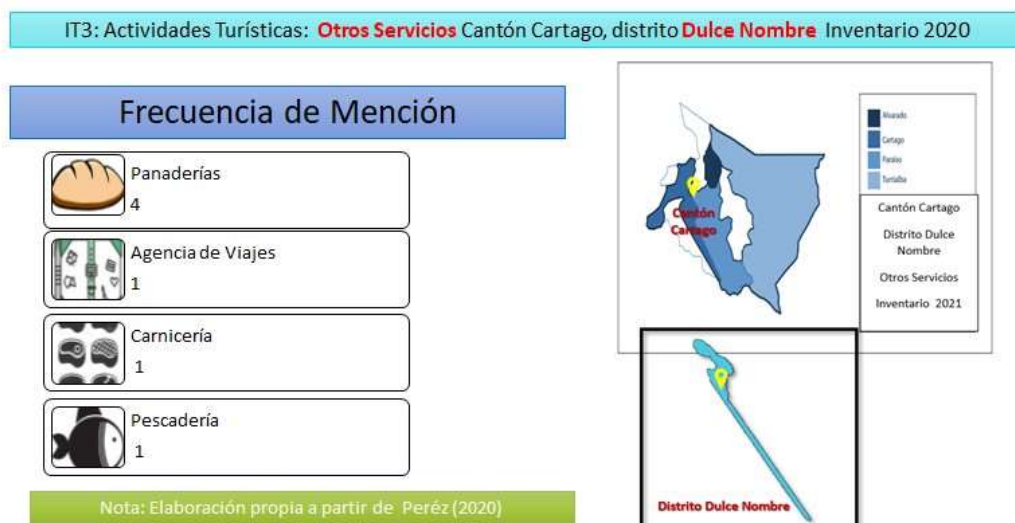 IT3: Actividades Turísticas: Otros Servicios Cantón Cartago, distrito Dulce Nombre Inventario 2020
Frecuencia de Mención
Panaderías
4
Agencia de Viajes
1
Carnicería
1
Pescadería
1
Nota: Elaboración propia a partir de Peréz (2020)
Cantón
Cartago
Alvarado
Cartago
Paraíso
Turrialba
Cantón Cartago
Distrito Dulce
Nombre
Otros Servicios
Inventario 2021
Distrito Dulce Nombre